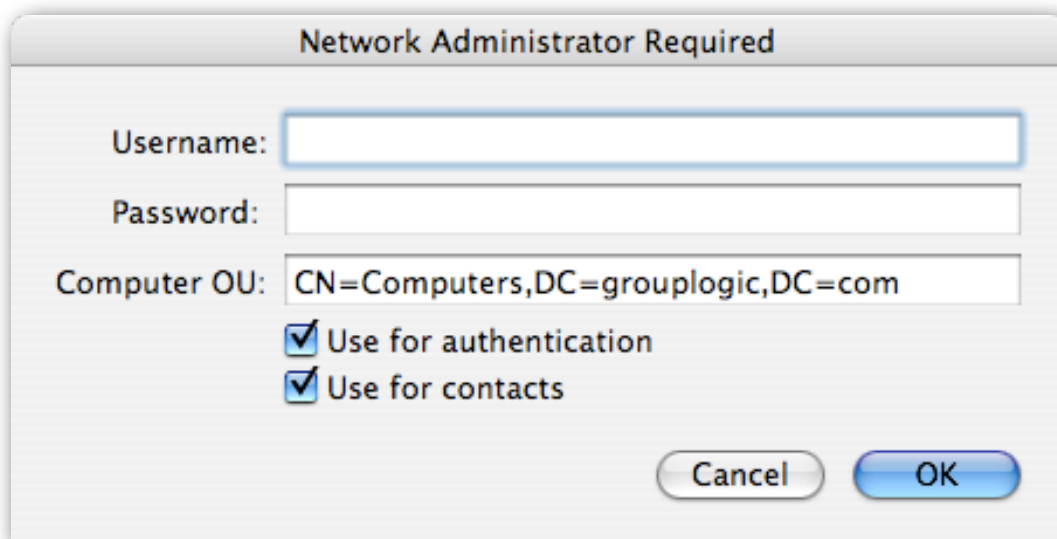 Network Administrator Required
Username:
Password:
Computer OU: CN=Computers,DC=grouplogic,DC=com
Use for authentication
Use for contacts
Cancel OK